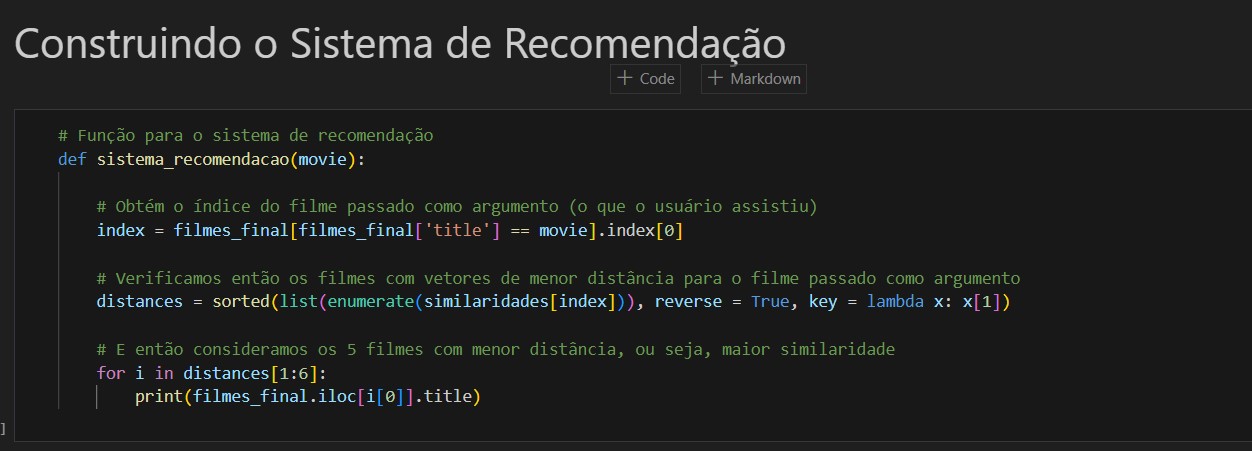 Construindo o Sistema de Recomendação
+ Code + Markdown
# Função para o sistema de recomendação
def sistema_recomendacao(movie):
# Obtém o índice do filme passado como argumento (o que o usuário assistiu)
index = filmes_final[filmes_final['title'] == movie].index[0]
# Verificamos então os filmes com vetores de menor distância para o filme passado como argumento
distances = sorted(list(enumerate(similaridades[index])), reverse = True, key = lambda x: x[1])
# E então consideramos os 5 filmes com menor distância, ou seja, maior similaridade
for i in distances[1:6]:
print(filmes_final.iloc[i[0]].title)
]